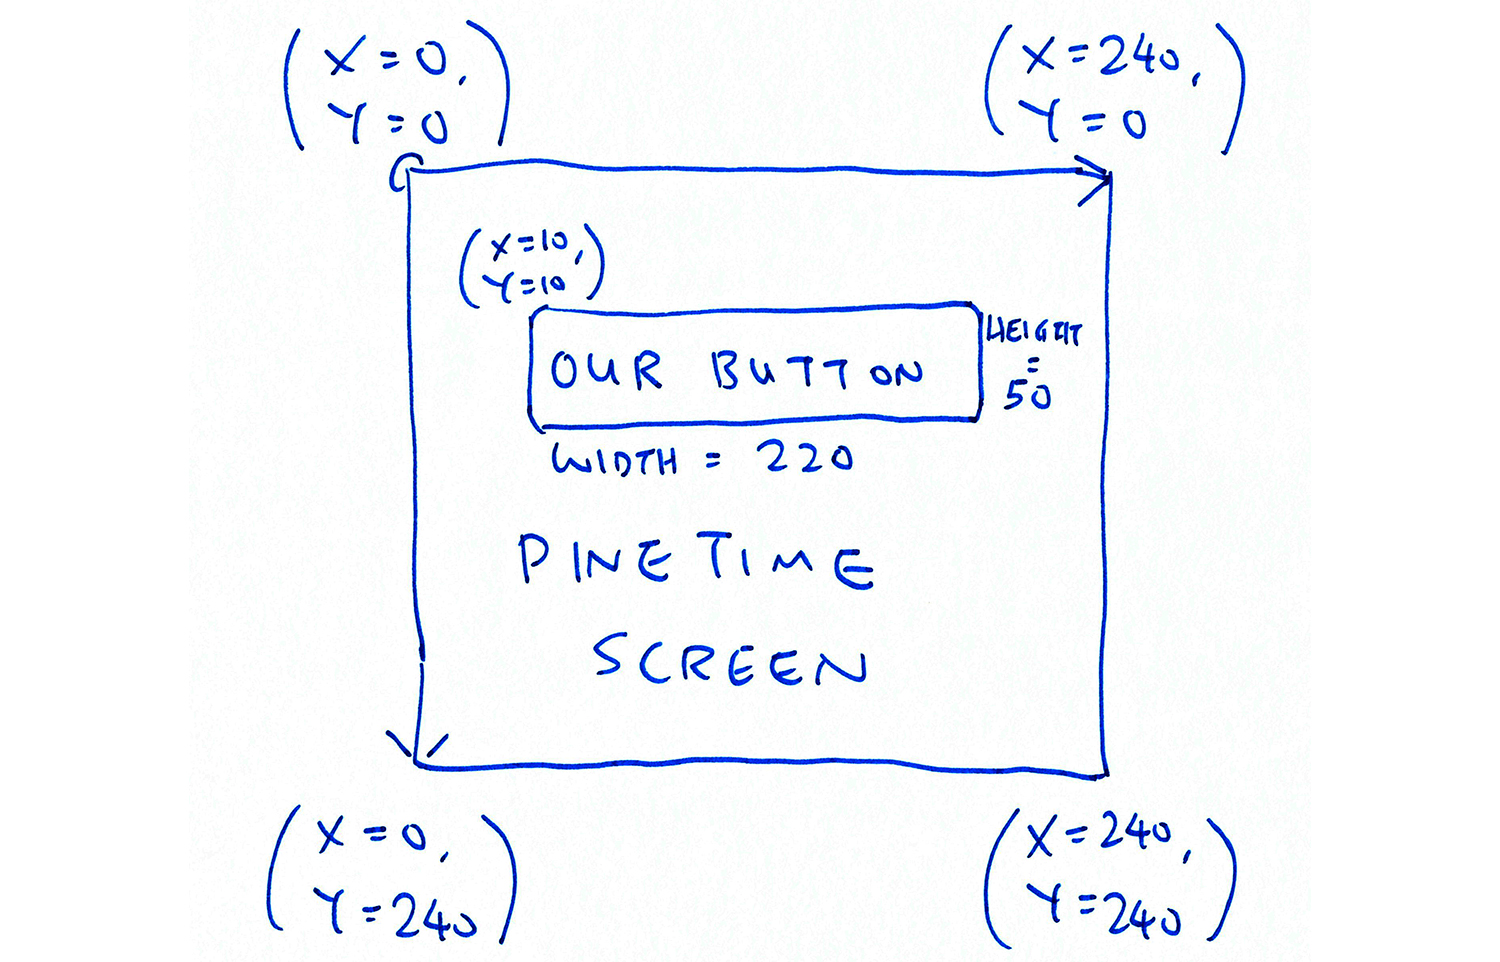 (X=0,
Y=0)
(X=240,
Y=0)
(X=10,
Y=10)
OUR BUTTON
HEIGHT
=
50
WIDTH = 220
PINETIME
SCREEN
(X=0,
Y=240)
(X=240,
Y=240)